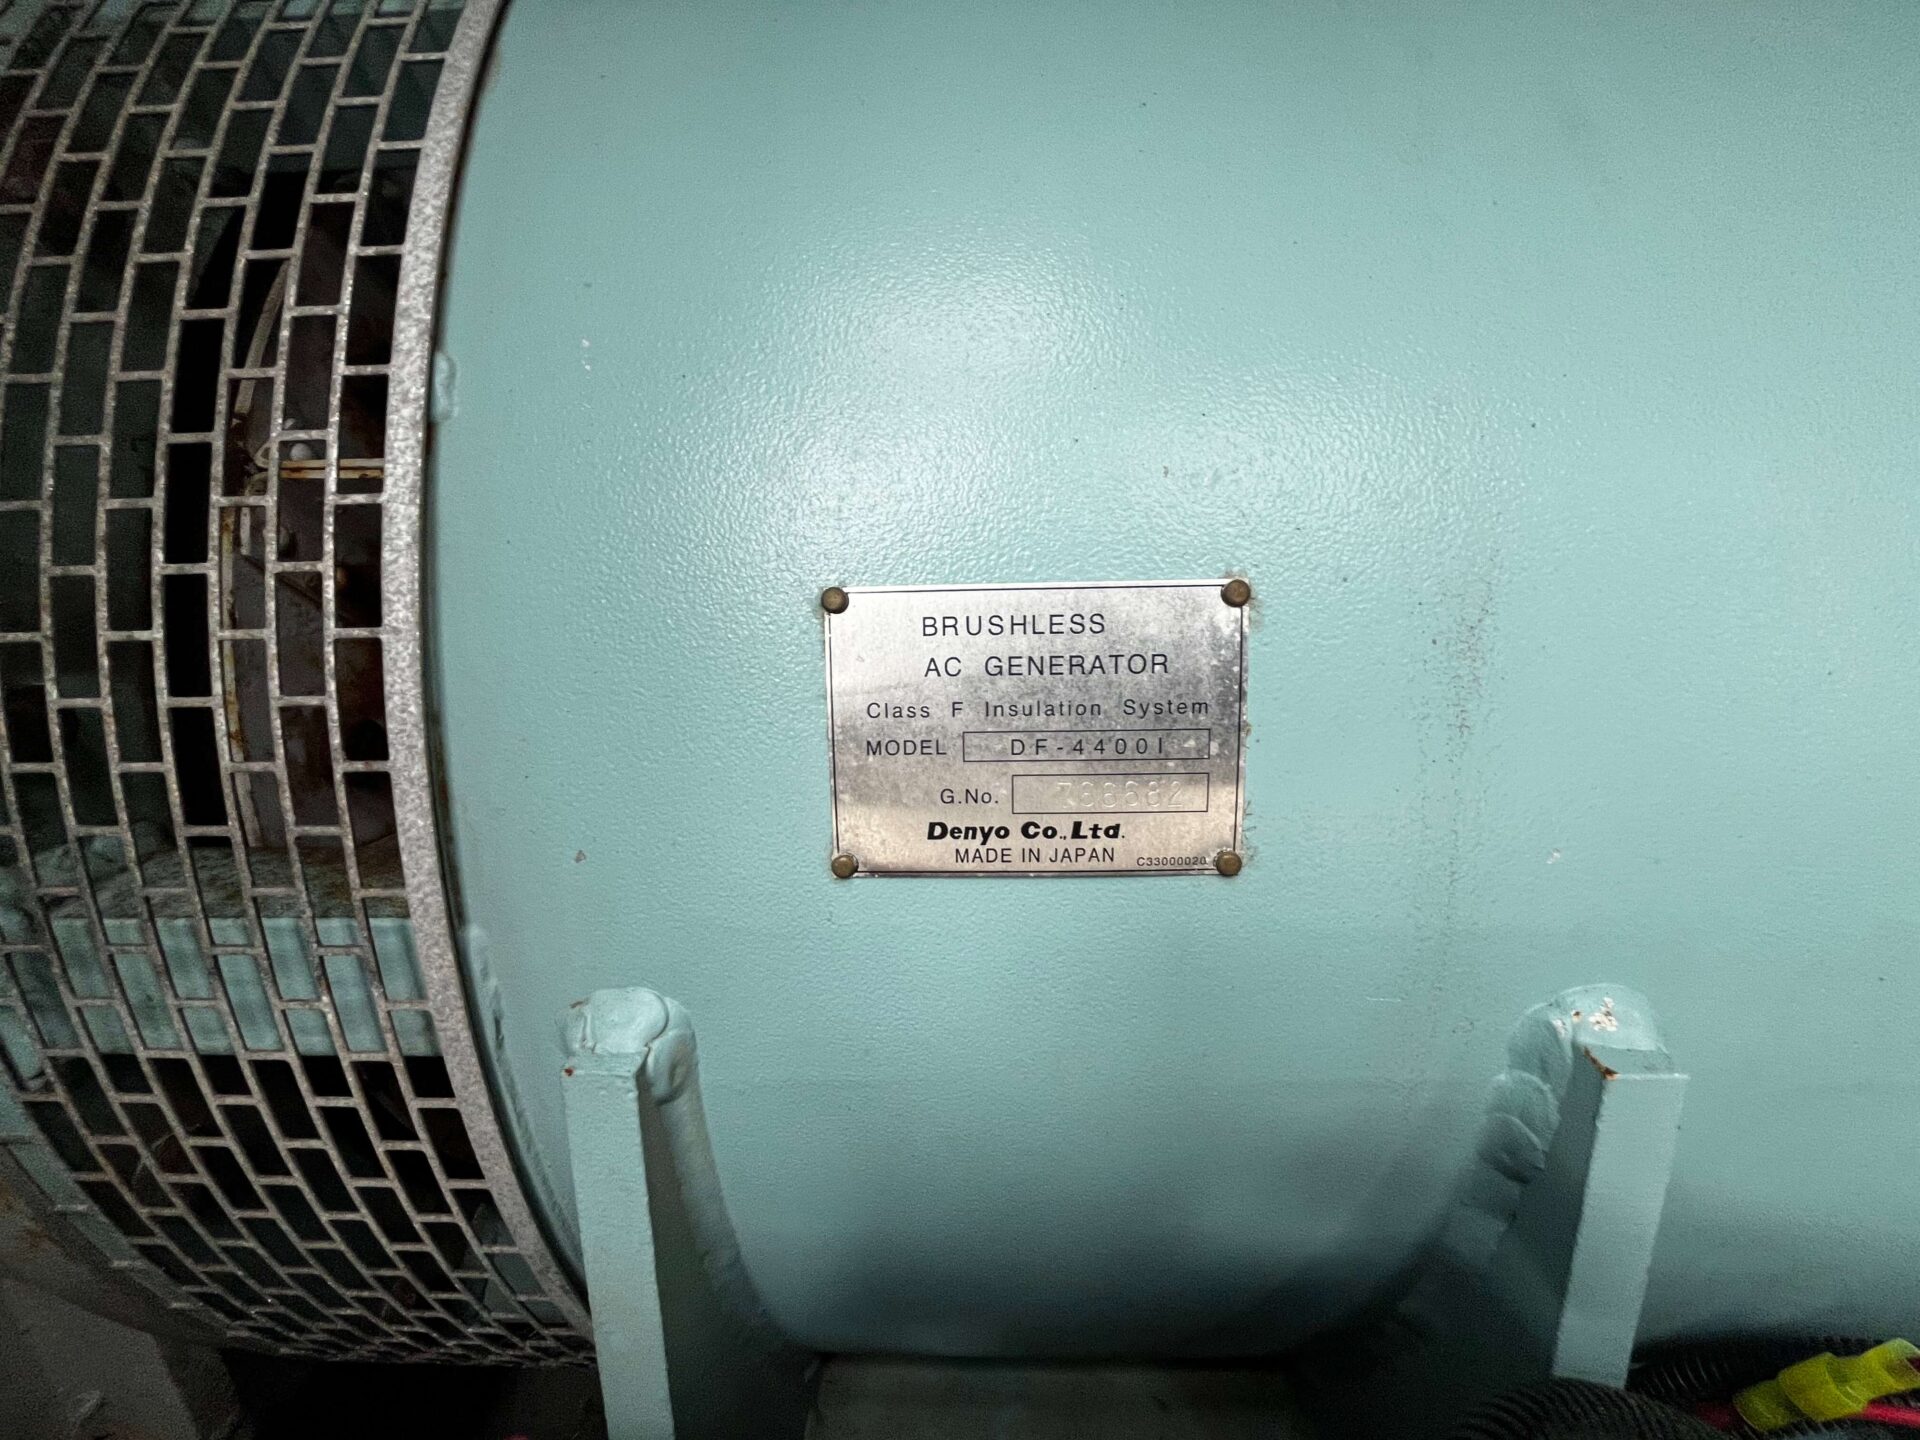 BRUSHLESS
AC GENERATOR
Class F Insulation System
MODEL DF-4400I
G.No.
Denyo Co.,Ltd.
MADE IN JAPAN C33000020